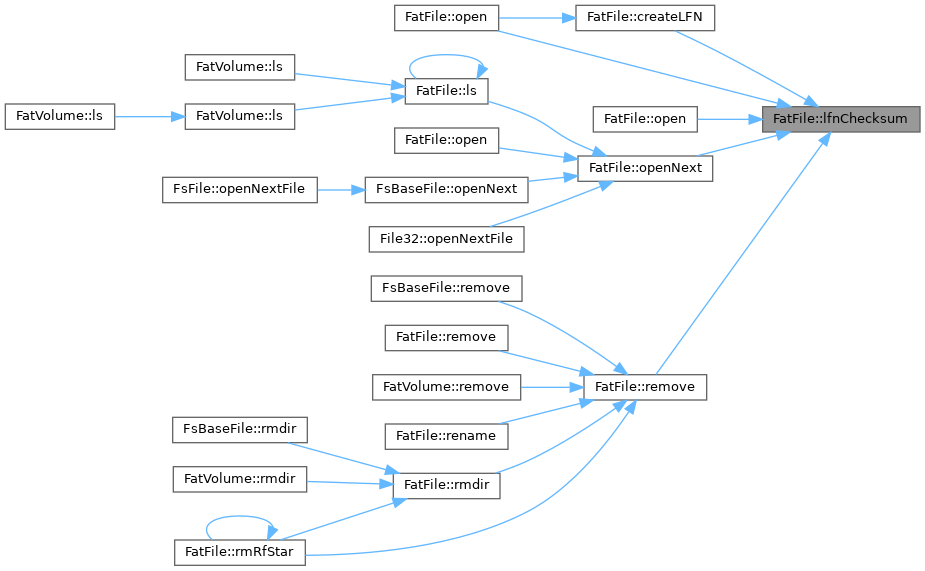 FatFile::open
FatFile::createLFN
FatVolume::ls
FatFile::ls
FatVolume::ls
FatVolume::ls
FatFile::open
FatFile::lfnChecksum
FatFile::open
FatFile::openNext
FsFile::openNextFile
FsBaseFile::openNext
File32::openNextFile
FsBaseFile::remove
FatFile::remove
FatVolume::remove
FatFile::remove
FatFile::rename
FsBaseFile::rmdir
FatVolume::rmdir
FatFile::rmdir
FatFile::rmRfStar